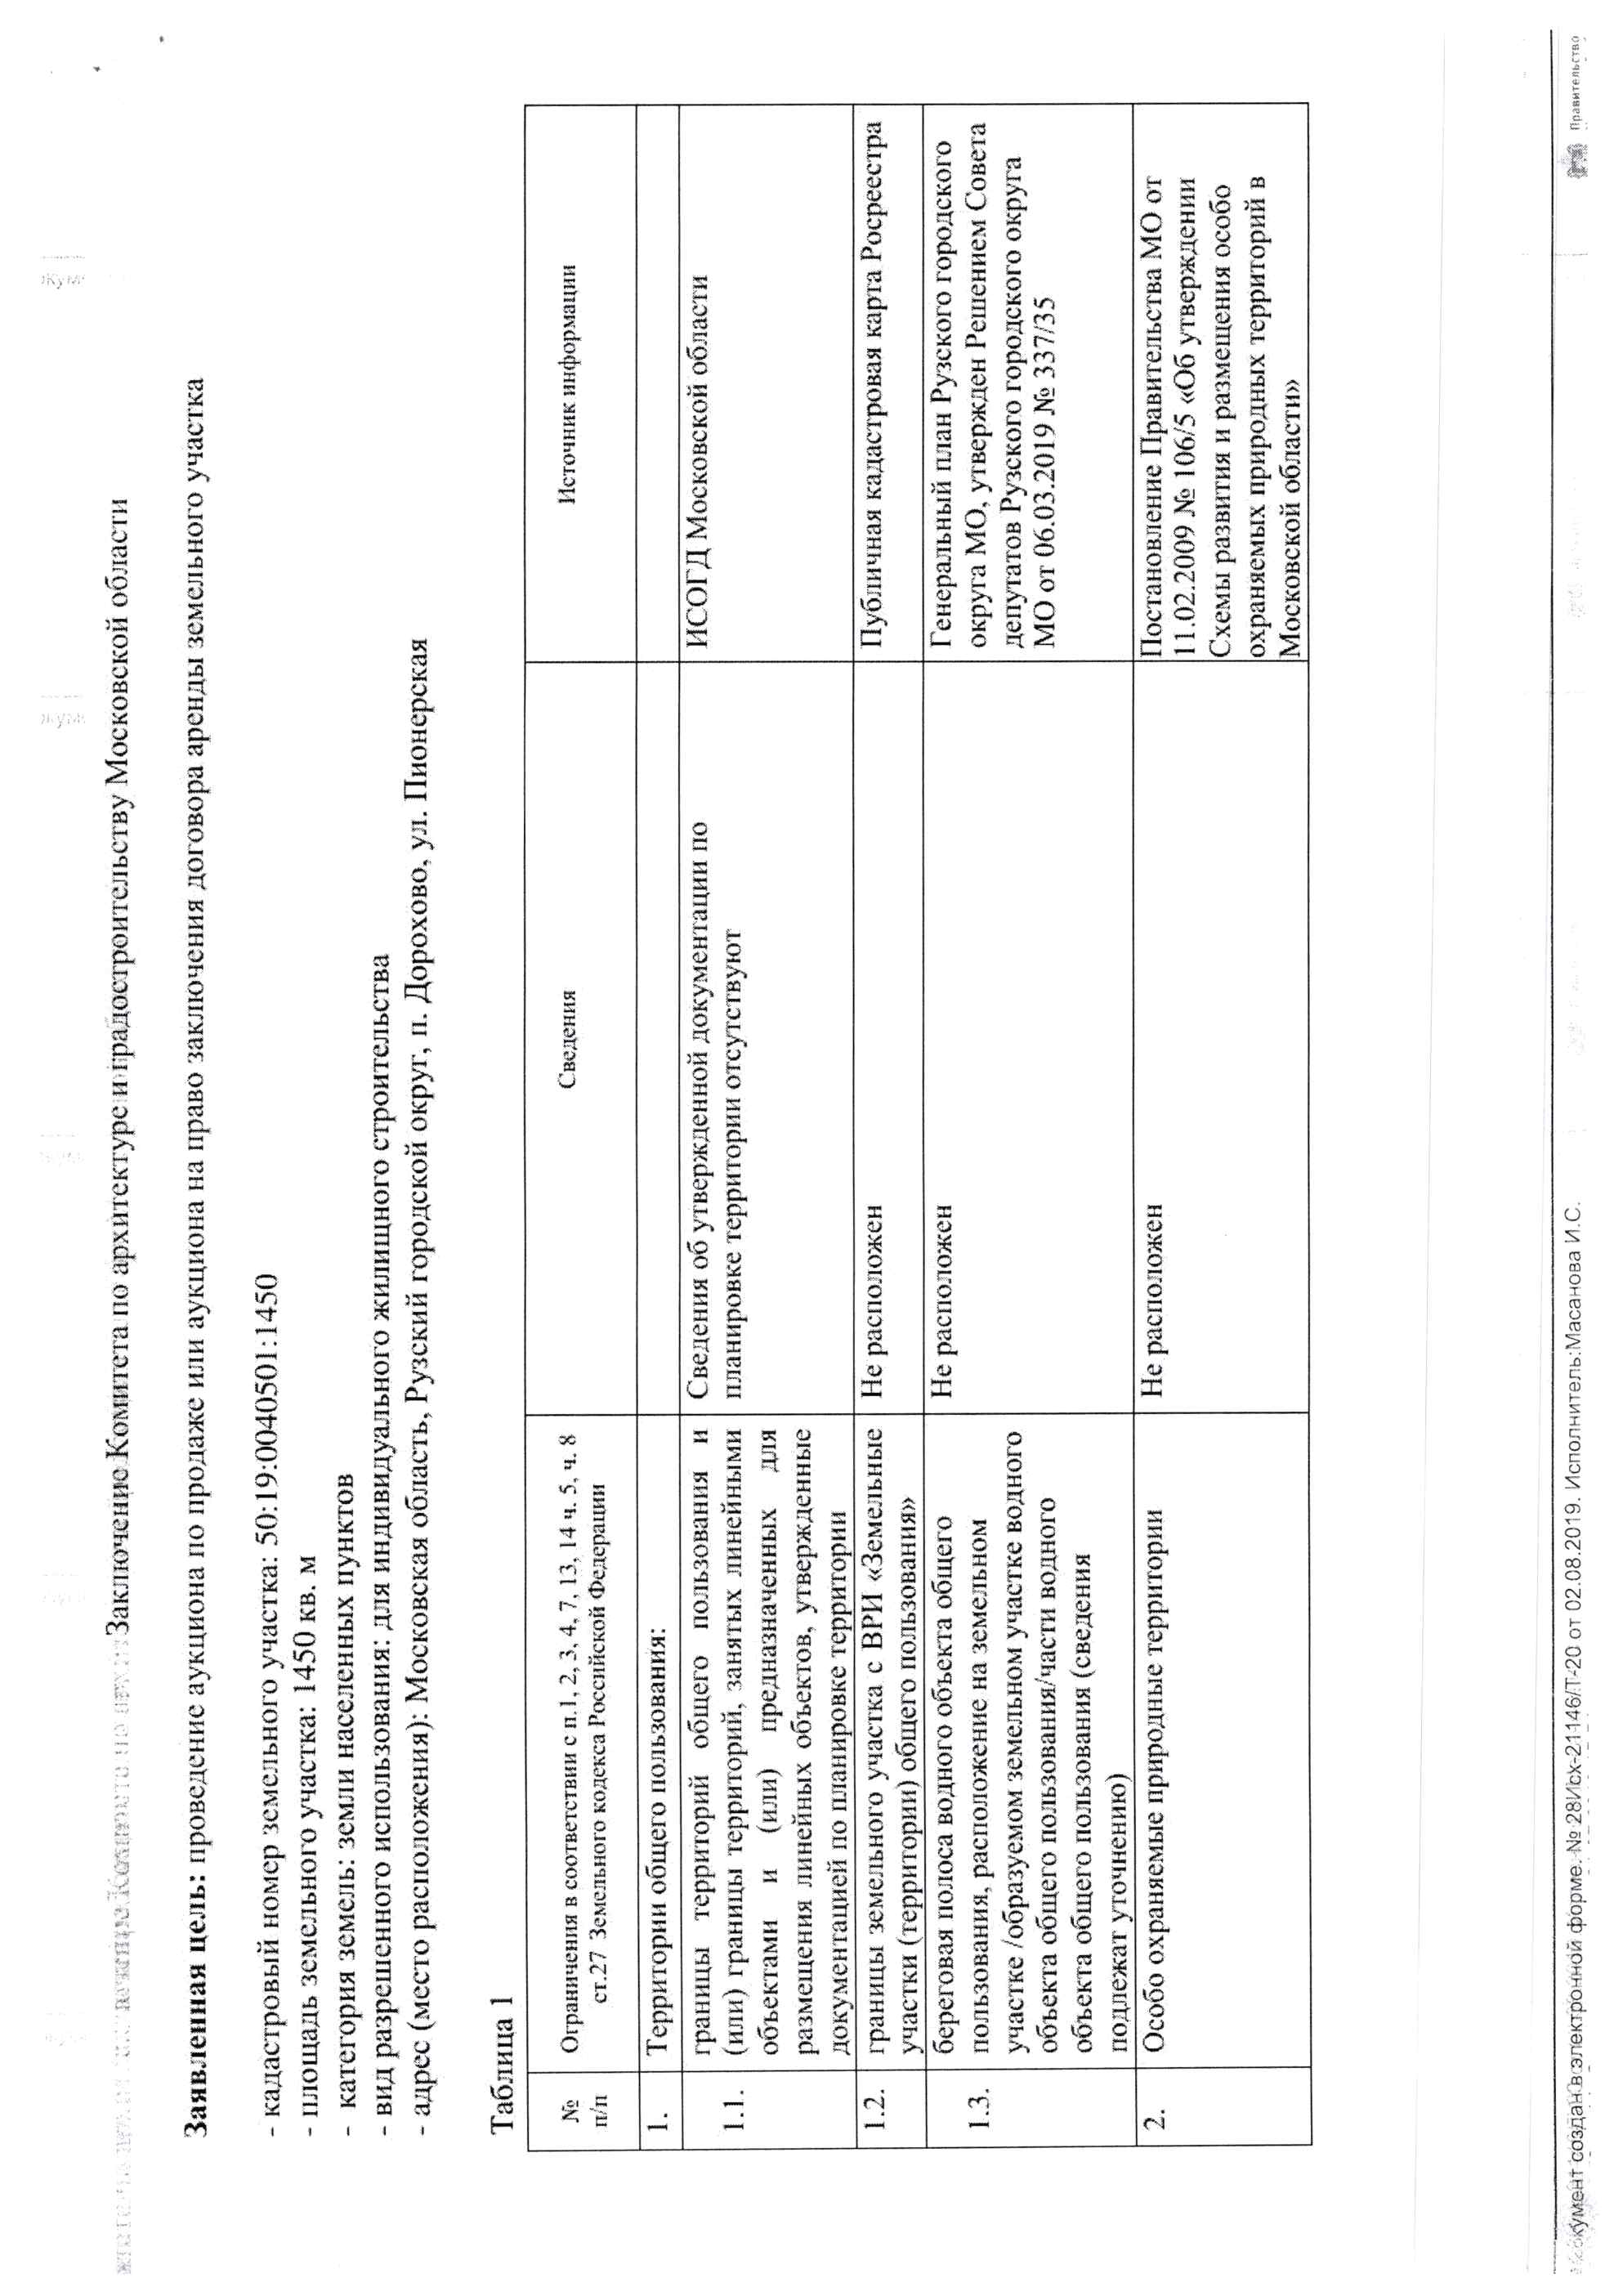 Заключение Комитета по архитектуре и градостроительству Московской области
Заявленная цель: проведение аукциона по продаже или аукциона на право заключения договора аренды земельного участка
- кадастровый номер земельного участка: 50:19:0040501:1450
- площадь земельного участка: 1450 кв. м
- категория земель: земли населенных пунктов
- вид разрешенного использования: для индивидуального жилищного строительства
- адрес (место расположения): Московская область, Рузский городской округ, п. Дорохово, ул. Пионерская
Таблица 1
№
п/п
Ограничения в соответствии с п.1, 2, 3, 4, 7, 13, 14 ч. 5, ч. 8
ст.27 Земельного кодекса Российской Федерации
Сведения
Источник информации
1.
Территории общего пользования:
1.1.
границы территорий общего пользования и
(или) границы территорий, занятых линейными
объектами и (или) предназначенных для
размещения линейных объектов, утвержденные
документацией по планировке территории
Сведения об утвержденной документации по
планировке территории отсутствуют
ИСОГД Московской области
1.2.
границы земельного участка с ВРИ «Земельные
участки (территории) общего пользования»
Не расположен
Публичная кадастровая карта Росреестра
1.3.
береговая полоса водного объекта общего
пользования, расположение на земельном
участке /образуемом земельном участке водного
объекта общего пользования/части водного
объекта общего пользования (сведения
подлежат уточнению)
Не расположен
Генеральный план Рузского городского
округа МО, утвержден Решением Совета
депутатов Рузского городского округа
МО от 06.03.2019 № 337/35
2.
Особо охраняемые природные территории
Не расположен
Постановление Правительства МО от
11.02.2009 № 106/5 «Об утверждении
Схемы развития и размещения особо
охраняемых природных территорий в
Московской области»
кумент создан в электронной форме. № 28Исх-21146/Т-20 от 02.08.2019. Исполнитель:Масанова И.С.
Правительство